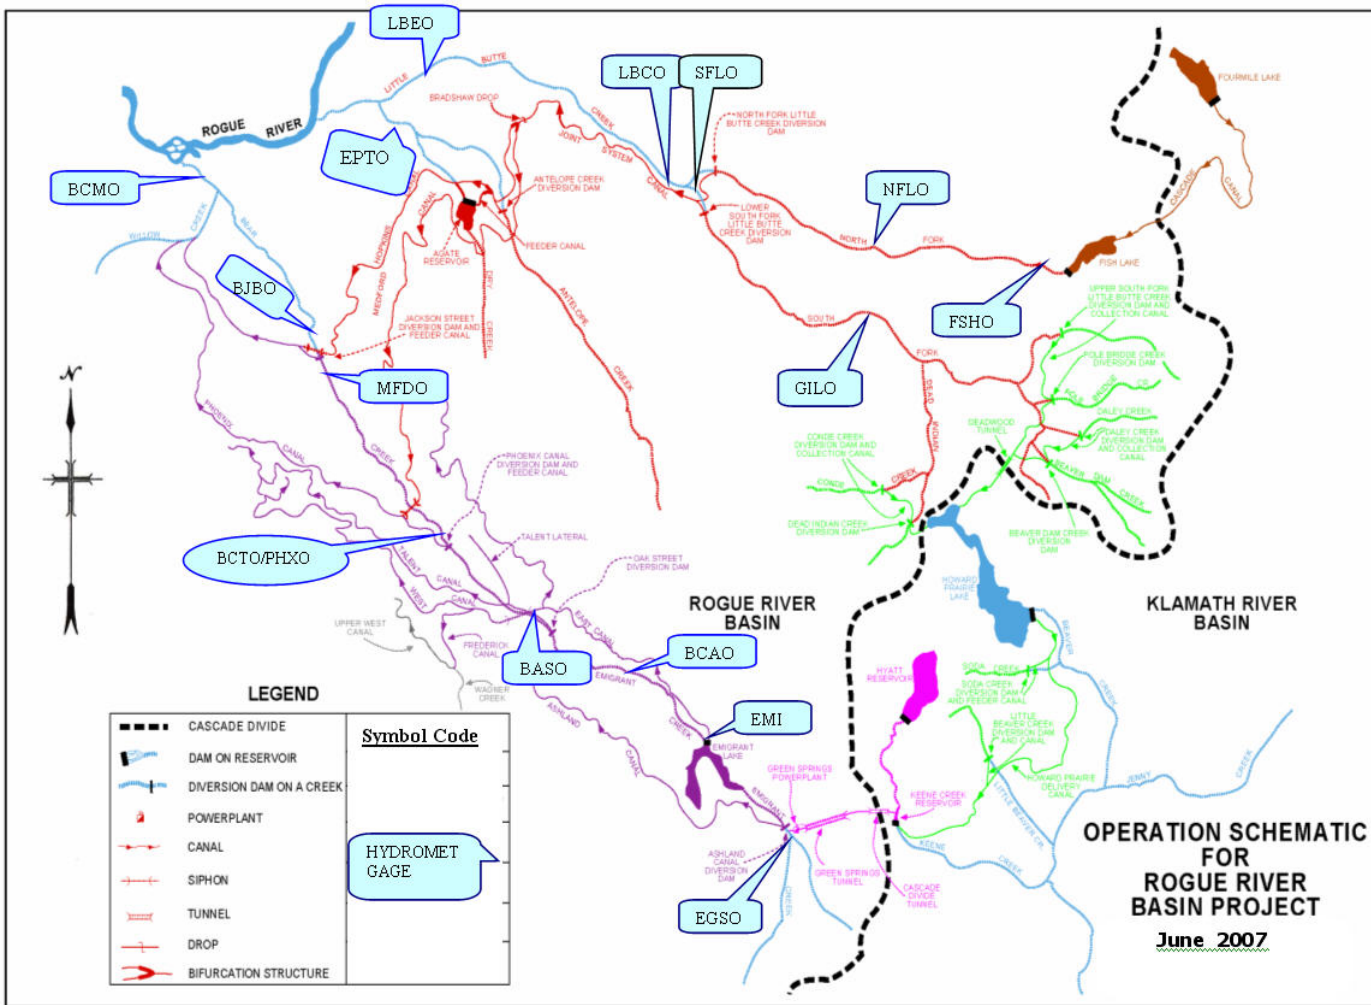 LBEO
LBCO
SFLO
FOURMILE LAKE
LITTLE
BUTTE
CREEK
BRADSHAW DROP
ROGUE
RIVER
JOINT
SYSTEM
CANAL
NORTH FORK LITTLE
BUTTE CREEK DIVERSION
DAM
EPTO
BCMO
ANTELOPE CREEK
DIVERSION DAM
CASCADE
CANAL
NFLO
LOWER
SOUTH FORK
LITTLE BUTTE
CREEK DIVERSION
DAM
CANAL
WILLOW
CREEK
BEAR
HOPKINS
MEDFORD
AGATE
RESERVOIR
FEEDER CANAL
NORTH
FORK
FISH LAKE
DRY
CREEK
ANTELOPE
CREEK
BJBO
JACKSON STREET
DIVERSION DAM AND
FEEDER CANAL
FSHO
UPPER SOUTH FORK
LITTLE BUTTE CREEK
DIVERSION DAM AND
COLLECTION CANAL
SOUTH
FORK
GILO
POLE BRIDGE CREEK
DIVERSION DAM
N
MFDO
DEAD
INDIAN
CREEK
POLE
BRIDGE
CR.
DALEY CREEK
DALEY CREEK
DIVERSION DAM
AND COLLECTION
CANAL
DEADWOOD
TUNNEL
BEAVER
DAM
CREEK
PHOENIX
CANAL
CREEK
PHOENIX CANAL
DIVERSION DAM AND
FEEDER CANAL
CONDE CREEK
DIVERSION DAM AND
COLLECTION CANAL
CONDE
DEAD INDIAN CREEK
DIVERSION DAM
BEAVER DAM CREEK
DIVERSION
DAM
BCTO/PHXO
TALENT LATERAL
OAK STREET
DIVERSION DAM
TALENT
CANAL
WEST
CANAL
EAST CANAL
HOWARD
PRAIRIE
LAKE
ROGUE RIVER
BASIN
KLAMATH RIVER
BASIN
UPPER WEST
CANAL
FREDERICK
CANAL
WAGNER
CREEK
BASO
BCAO
EMIGRANT
CREEK
ASHLAND
CANAL
EMI
EMIGRANT
LAKE
HYATT
RESERVOIR
SODA
CREEK
SODA CREEK
DIVERSION DAM
AND FEEDER CANAL
BEAVER
CREEK
LITTLE
BEAVER CREEK
DIVERSION DAM
AND CANAL
HOWARD PRAIRIE
DELIVERY
CANAL
JENNY
CREEK
LITTLE BEAVER CR.
GREEN SPRINGS
POWERPLANT
KEENE CREEK
RESERVOIR
EMIGRANT
KEENE
CREEK
ASHLAND
CANAL
DIVERSION
DAM
GREEN SPRINGS
TUNNEL
CASCADE
DIVIDE
TUNNEL
EGSO
GREEN
LEGEND
CASCADE DIVIDE
DAM ON RESERVOIR
DIVERSION DAM ON A CREEK
POWERPLANT
CANAL
SIPHON
TUNNEL
DROP
BIFURCATION STRUCTURE
Symbol Code
HYDROMET
GAGE
OPERATION SCHEMATIC
FOR
ROGUE RIVER
BASIN PROJECT
June 2007